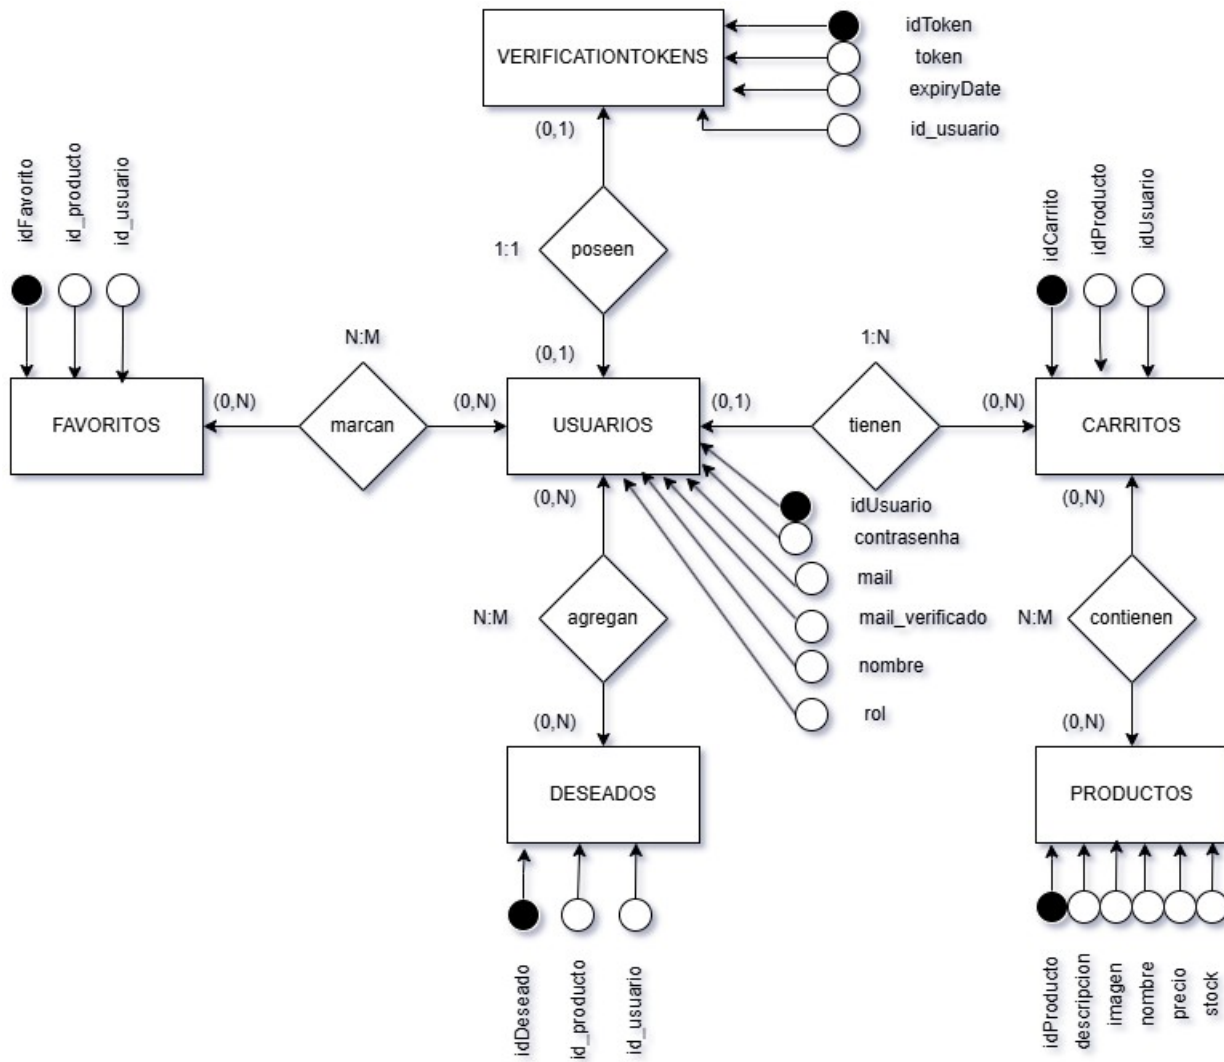 idToken
VERIFICATIONTOKENS
token
expiryDate
(0,1)
id_usuario
idFavorito
id_producto
id_usuario
idCarrito
idProducto
idUsuario
1:1
poseen
N:M
(0,1)
1:N
FAVORITOS
(0,N)
marcan
(0,N)
USUARIOS
(0,1)
tienen
(0,N)
CARRITOS
(0,N)
idUsuario
(0,N)
contrasenha
mail
N:M
agregan
mail_verificado
N:M
contienen
nombre
rol
(0,N)
(0,N)
DESEADOS
PRODUCTOS
idDeseado
id_producto
id_usuario
idProducto
descripcion
imagen
nombre
precio
stock